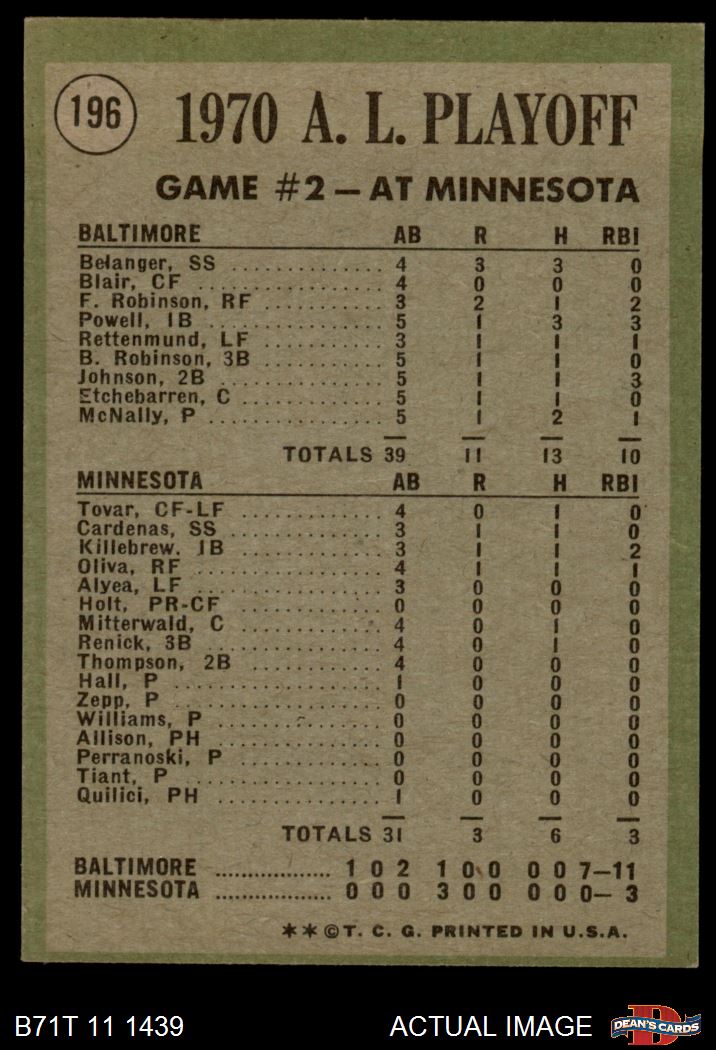 196
1970 A. L. PLAYOFF
GAME #2 – AT MINNESOTA
BALTIMORE AB R H RBI
Belanger, SS .............. 4 3 3 0
Blair, CF ................. 4 0 0 0
F. Robinson, RF ........... 3 2 1 2
Powell, 1B ................ 5 1 3 3
Rettenmund, LF ............ 3 1 1 1
B. Robinson, 3B ........... 5 1 1 0
Johnson, 2B ............... 5 1 1 3
Etchebarren, C ............ 5 1 1 0
McNally, P ................ 5 1 2 1
TOTALS 39 11 13 10
MINNESOTA AB R H RBI
Tovar, CF-LF .............. 4 0 1 0
Cardenas, SS .............. 3 1 1 0
Killebrew. 1B ............. 3 1 1 2
Oliva, RF ................. 4 1 1 1
Alyea, LF ................. 3 0 0 0
Holt, PR-CF ............... 0 0 0 0
Mitterwald, C ............. 4 0 1 0
Renick, 3B ................ 4 0 1 0
Thompson, 2B .............. 4 0 0 0
Hall, P ................... 1 0 0 0
Zepp, P ................... 0 0 0 0
Williams, P ............... 0 0 0 0
Allison, PH ............... 0 0 0 0
Perranoski, P ............. 0 0 0 0
Tiant, P .................. 0 0 0 0
Quilici, PH ............... 1 0 0 0
TOTALS 31 3 6 3
BALTIMORE .................. 1 0 2 1 0 0 0 0 7–11
MINNESOTA .................. 0 0 0 3 0 0 0 0 0– 3
**©T. C. G. PRINTED IN U.S.A.
B71T 11 1439 ACTUAL IMAGE DEAN'S CARDS